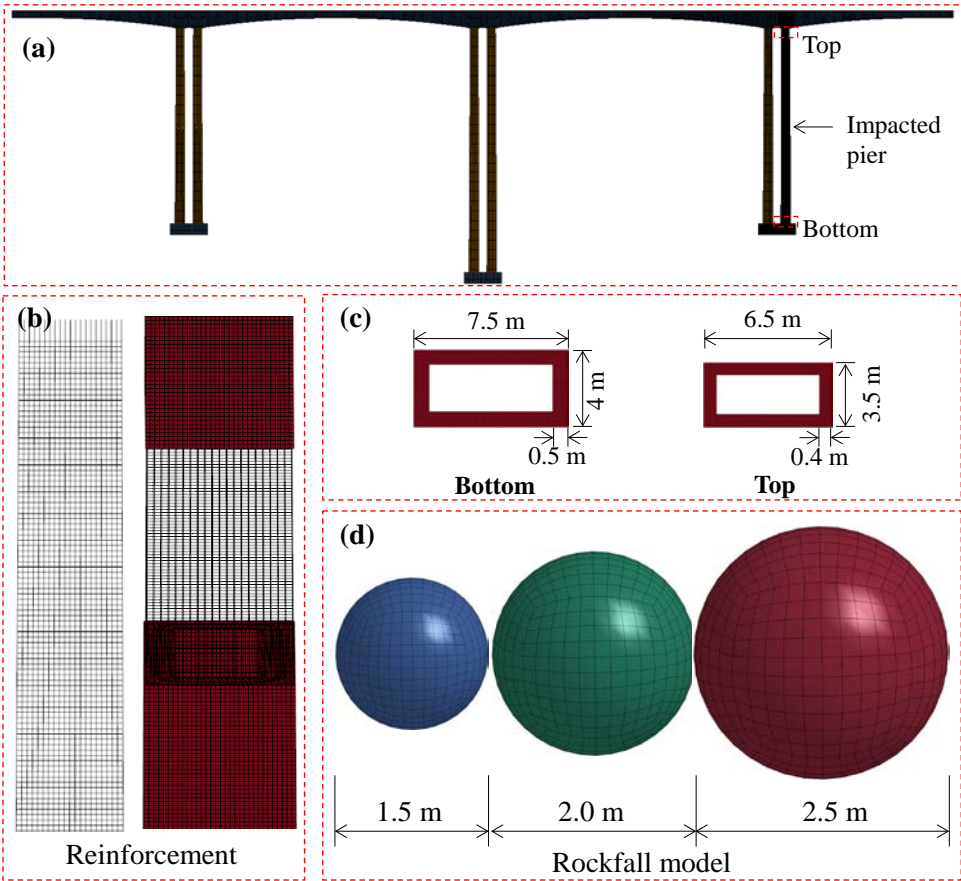 (a)
Top
Impacted
pier
Bottom
(b)
Reinforcement
(c)
7.5 m
4 m
0.5 m
Bottom
6.5 m
3.5 m
0.4 m
Top
(d)
1.5 m
2.0 m
2.5 m
Rockfall model